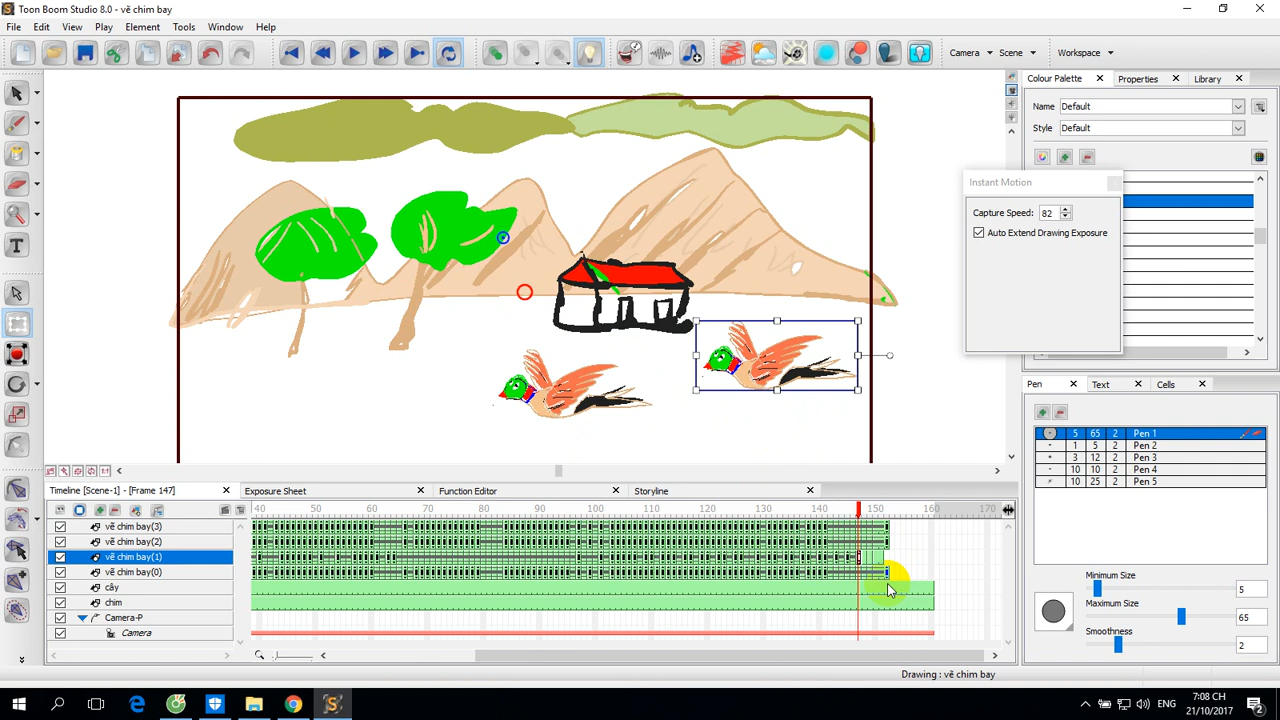 Toon Boom Studio 8.0 - vẽ chim bay
File Edit View Play Element Tools Window Help
Camera Scene Workspace
Colour Palette Properties Library
Name Default
Style Default
Instant Motion
Capture Speed: 82
Auto Extend Drawing Exposure
Pen Text Cells
5 65 2 Pen 1
1 5 2 Pen 2
3 12 2 Pen 3
10 10 2 Pen 4
10 25 2 Pen 5
Minimum Size
5
Maximum Size
65
Smoothness
2
Timeline [Scene-1] - [Frame 147] Exposure Sheet Function Editor Storyline
40 60 70 80 90 100 110 120 130 140 150 160 170
vẽ chim bay(3)
vẽ chim bay(2)
vẽ chim bay(1)
vẽ chim bay(0)
cây
chim
Camera-P
Camera
Drawing : vẽ chim bay
7:08 CH
21/10/2017
2